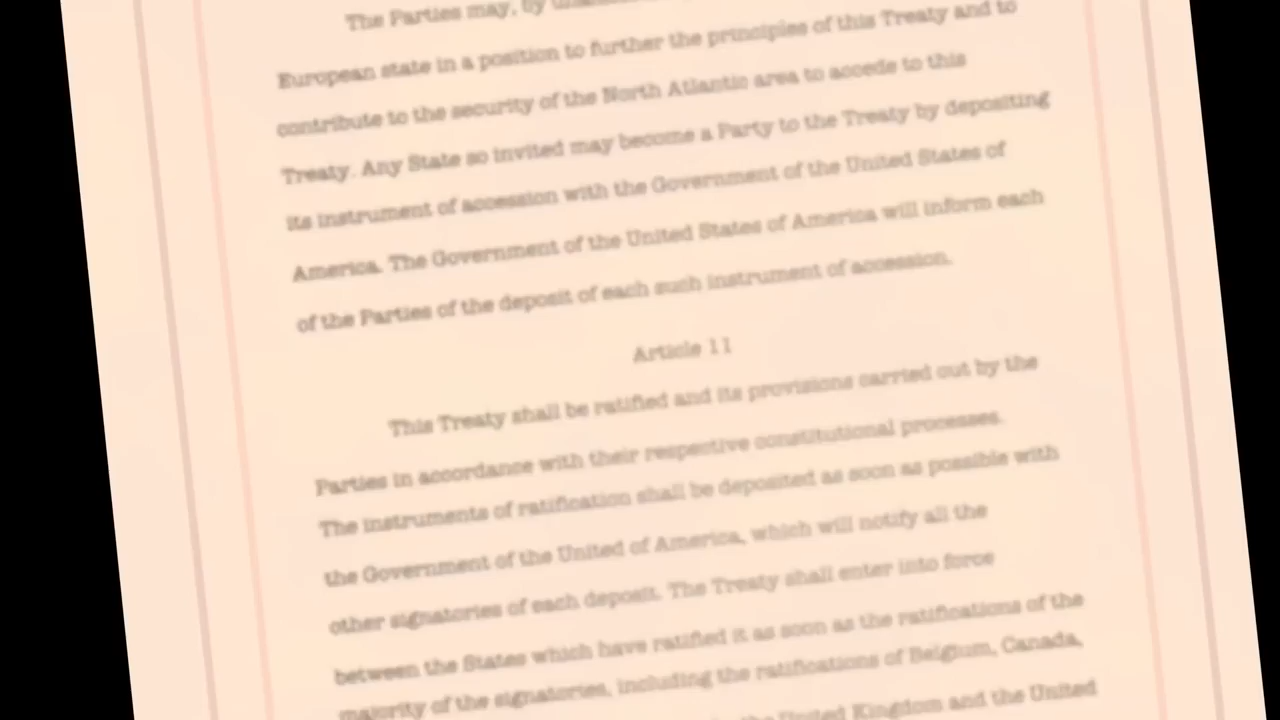 The Parties may, by
European state in a position to further the principles of this Treaty and to
contribute to the security of the North Atlantic area to accede to this
Treaty. Any State so invited may become a Party to the Treaty by depositing
its instrument of accession with the Government of the United States of
America. The Government of the United States of America will inform each
of the Parties of the deposit of each such instrument of accession.
Article 11
This Treaty shall be ratified and its provisions carried out by the
Parties in accordance with their respective constitutional processes.
The instruments of ratification shall be deposited as soon as possible with
the Government of the United of America, which will notify all the
other signatories of each deposit. The Treaty shall enter into force
between the States which have ratified it as soon as the ratifications of the
majority of the signatories, including the ratifications of Belgium, Canada,
the United Kingdom and the United